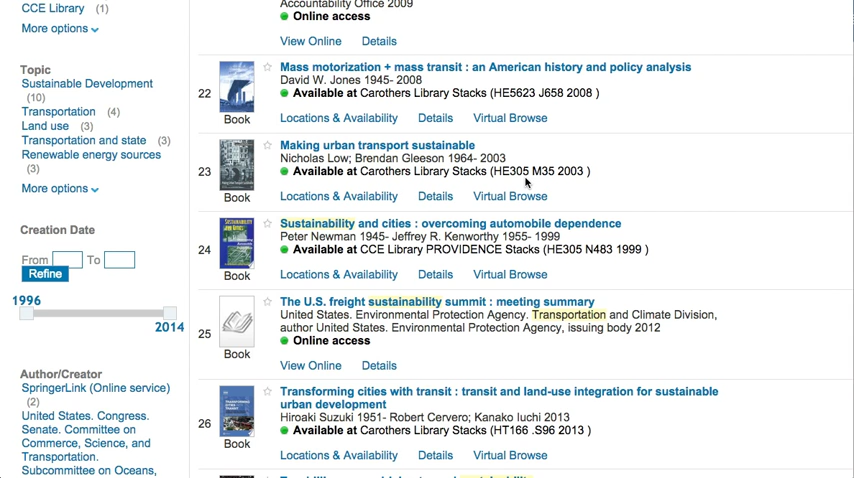 CCE Library (1)
More options
Topic
Sustainable Development
(10)
Transportation (4)
Land use (3)
Transportation and state (3)
Renewable energy sources
(3)
More options
Creation Date
From To
Refine
1996
2014
Author/Creator
SpringerLink (Online service)
(2)
United States. Congress.
Senate. Committee on
Commerce, Science, and
Transportation.
Subcommittee on Oceans,
Accountability Office 2009
Online access
View Online Details
22
Book
Mass motorization + mass transit : an American history and policy analysis
David W. Jones 1945- 2008
Available at Carothers Library Stacks (HE5623 J658 2008 )
Locations & Availability Details Virtual Browse
23
Book
Making urban transport sustainable
Nicholas Low; Brendan Gleeson 1964- 2003
Available at Carothers Library Stacks (HE305 M35 2003 )
Locations & Availability Details Virtual Browse
24
Book
Sustainability and cities : overcoming automobile dependence
Peter Newman 1945- Jeffrey R. Kenworthy 1955- 1999
Available at CCE Library PROVIDENCE Stacks (HE305 N483 1999 )
Locations & Availability Details Virtual Browse
25
Book
The U.S. freight sustainability summit : meeting summary
United States. Environmental Protection Agency. Transportation and Climate Division,
author United States. Environmental Protection Agency, issuing body 2012
Online access
View Online Details
26
Book
Transforming cities with transit : transit and land-use integration for sustainable
urban development
Hiroaki Suzuki 1951- Robert Cervero; Kanako Iuchi 2013
Available at Carothers Library Stacks (HT166 .S96 2013 )
Locations & Availability Details Virtual Browse